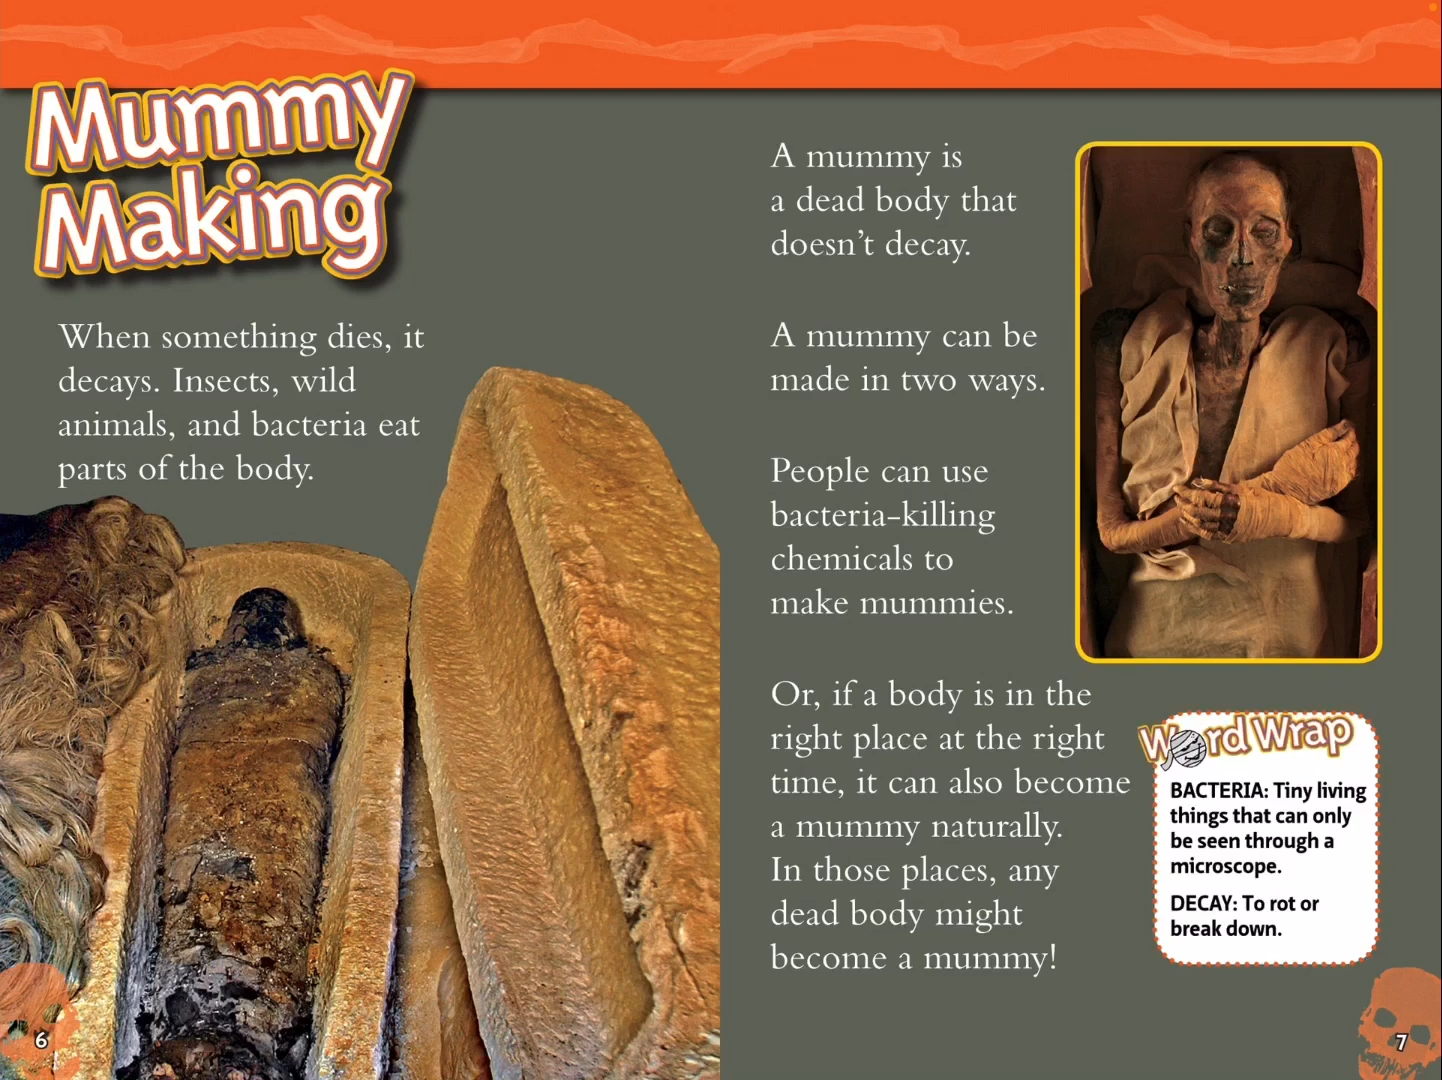 Mummy
Making
When something dies, it
decays. Insects, wild
animals, and bacteria eat
parts of the body.
6
A mummy is
a dead body that
doesn't decay.
A mummy can be
made in two ways.
People can use
bacteria-killing
chemicals to
make mummies.
Or, if a body is in the
right place at the right
time, it can also become
a mummy naturally.
In those places, any
dead body might
become a mummy!
Word Wrap
BACTERIA: Tiny living
things that can only
be seen through a
microscope.
DECAY: To rot or
break down.
7